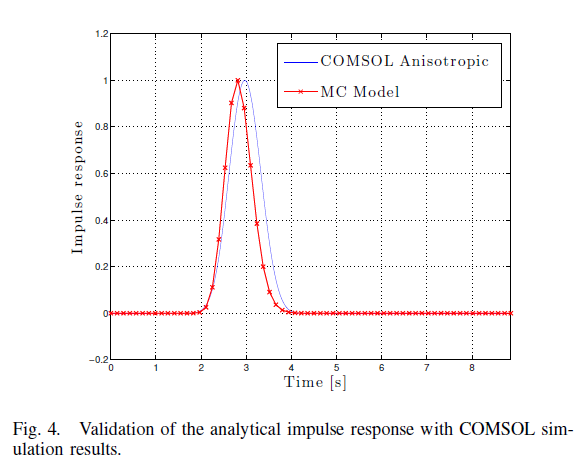 1.2
1
0.8
0.6
0.4
0.2
0
−0.2
Impulse response
COMSOL Anisotropic
MC Model
0 1 2 3 4 5 6 7 8
Time [s]
Fig. 4. Validation of the analytical impulse response with COMSOL sim-
ulation results.